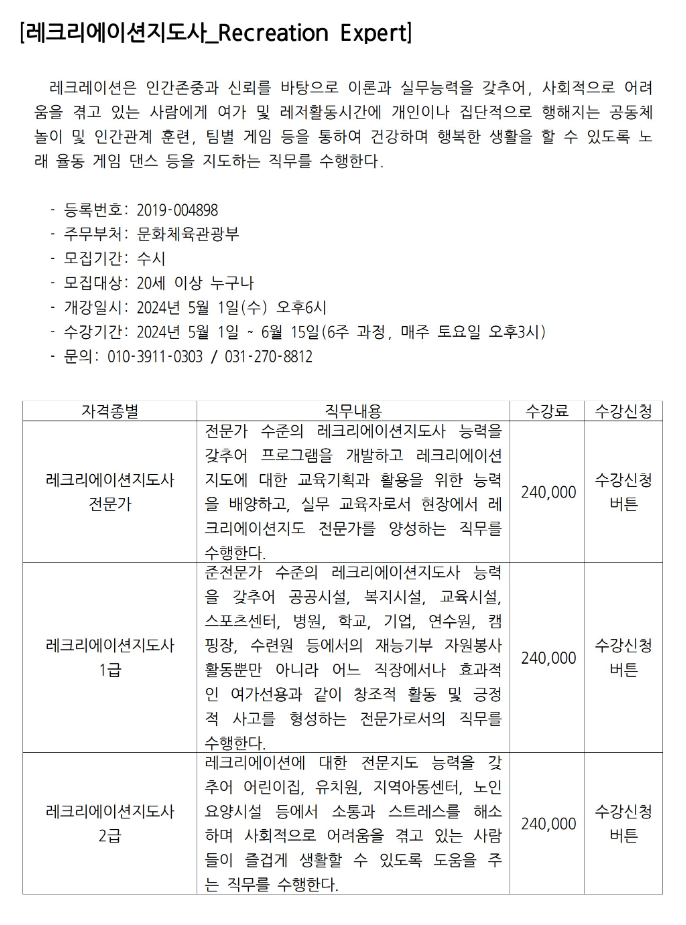 [레크리에이션지도사_Recreation Expert]
레크레이션은 인간존중과 신뢰를 바탕으로 이론과 실무능력을 갖추어, 사회적으로 어려
움을 겪고 있는 사람에게 여가 및 레저활동시간에 개인이나 집단적으로 행해지는 공동체
놀이 및 인간관계 훈련, 팀별 게임 등을 통하여 건강하며 행복한 생활을 할 수 있도록 노
래 율동 게임 댄스 등을 지도하는 직무를 수행한다.
- 등록번호: 2019-004898
- 주무부처: 문화체육관광부
- 모집기간: 수시
- 모집대상: 20세 이상 누구나
- 개강일시: 2024년 5월 1일(수) 오후6시
- 수강기간: 2024년 5월 1일 ~ 6월 15일(6주 과정, 매주 토요일 오후3시)
- 문의: 010-3911-0303 / 031-270-8812
자격종별 직무내용 수강료 수강신청
레크리에이션지도사
전문가
전문가 수준의 레크리에이션지도사 능력을
갖추어 프로그램을 개발하고 레크리에이션
지도에 대한 교육기획과 활용을 위한 능력
을 배양하고, 실무 교육자로서 현장에서 레
크리에이션지도 전문가를 양성하는 직무를
수행한다.
240,000
수강신청
버튼
레크리에이션지도사
1급
준전문가 수준의 레크리에이션지도사 능력
을 갖추어 공공시설, 복지시설, 교육시설,
스포츠센터, 병원, 학교, 기업, 연수원, 캠
핑장, 수련원 등에서의 재능기부 자원봉사
활동뿐만 아니라 어느 직장에서나 효과적
인 여가선용과 같이 창조적 활동 및 긍정
적 사고를 형성하는 전문가로서의 직무를
수행한다.
240,000
수강신청
버튼
레크리에이션지도사
2급
레크리에이션에 대한 전문지도 능력을 갖
추어 어린이집, 유치원, 지역아동센터, 노인
요양시설 등에서 소통과 스트레스를 해소
하며 사회적으로 어려움을 겪고 있는 사람
들이 즐겁게 생활할 수 있도록 도움을 주
는 직무를 수행한다.
240,000
수강신청
버튼